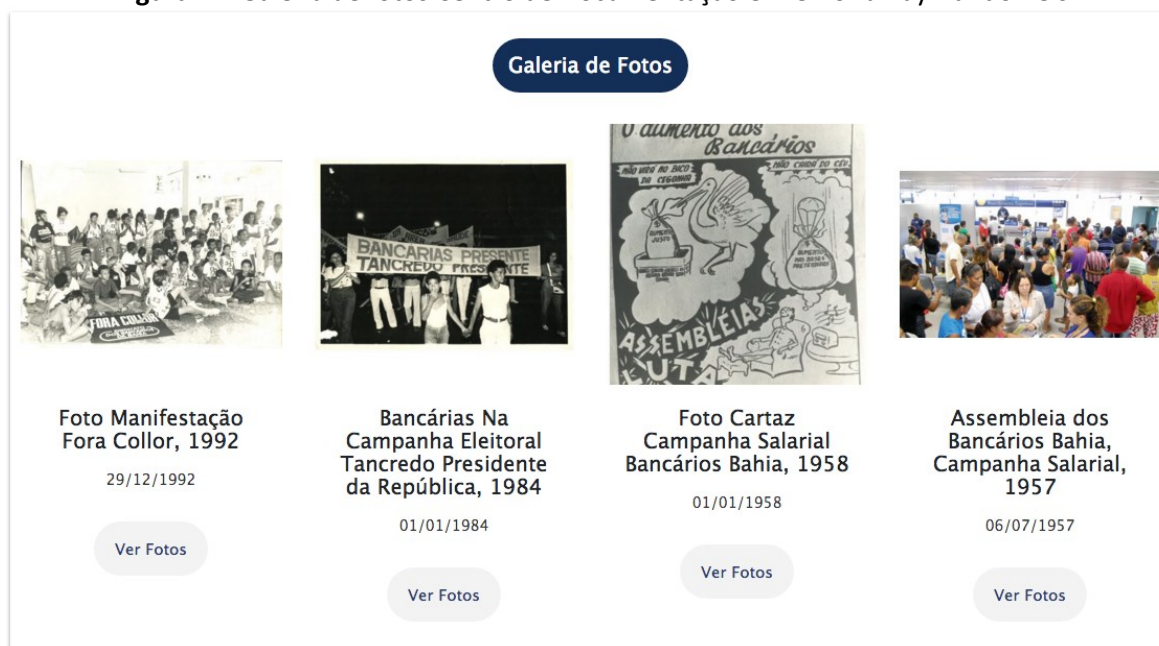 Galeria de Fotos
FORA COLLOR
BANCARIAS PRESENTE
TANCREDO PRESIDENTE
O aumento dos
Bancários
NÃO VIRÁ NO BICO
DA CEGONHA
NÃO CAIRÁ DO CÉU
AUMENTO
JUSTO
ASSEMBLÉIAS
LUTA
Foto Manifestação
Fora Collor, 1992
29/12/1992
Ver Fotos
Bancárias Na
Campanha Eleitoral
Tancredo Presidente
da República, 1984
01/01/1984
Ver Fotos
Foto Cartaz
Campanha Salarial
Bancários Bahia, 1958
01/01/1958
Ver Fotos
Assembleia dos
Bancários Bahia,
Campanha Salarial,
1957
06/07/1957
Ver Fotos